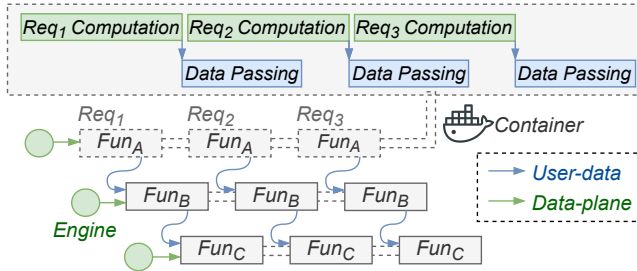 Req1 Computation Req2 Computation Req3 Computation
Data Passing Data Passing Data Passing
Req1 Req2 Req3
FunA FunA FunA
Container
FunB FunB FunB
User-data
Data-plane
Engine
FunC FunC FunC